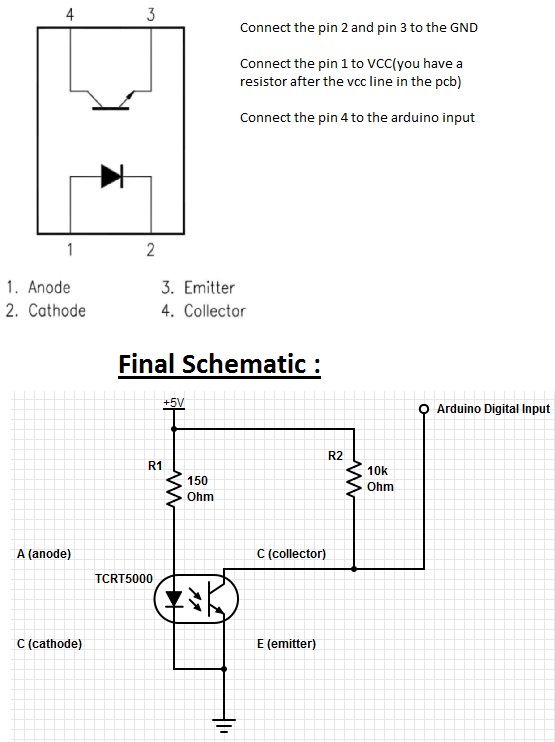 4 3
Connect the pin 2 and pin 3 to the GND
Connect the pin 1 to VCC(you have a
resistor after the vcc line in the pcb)
Connect the pin 4 to the arduino input
1 2
1. Anode 3. Emitter
2. Cathode 4. Collector
Final Schematic :
+5V
Arduino Digital Input
R1
150
Ohm
R2
10k
Ohm
A (anode)
C (collector)
TCRT5000
C (cathode)
E (emitter)